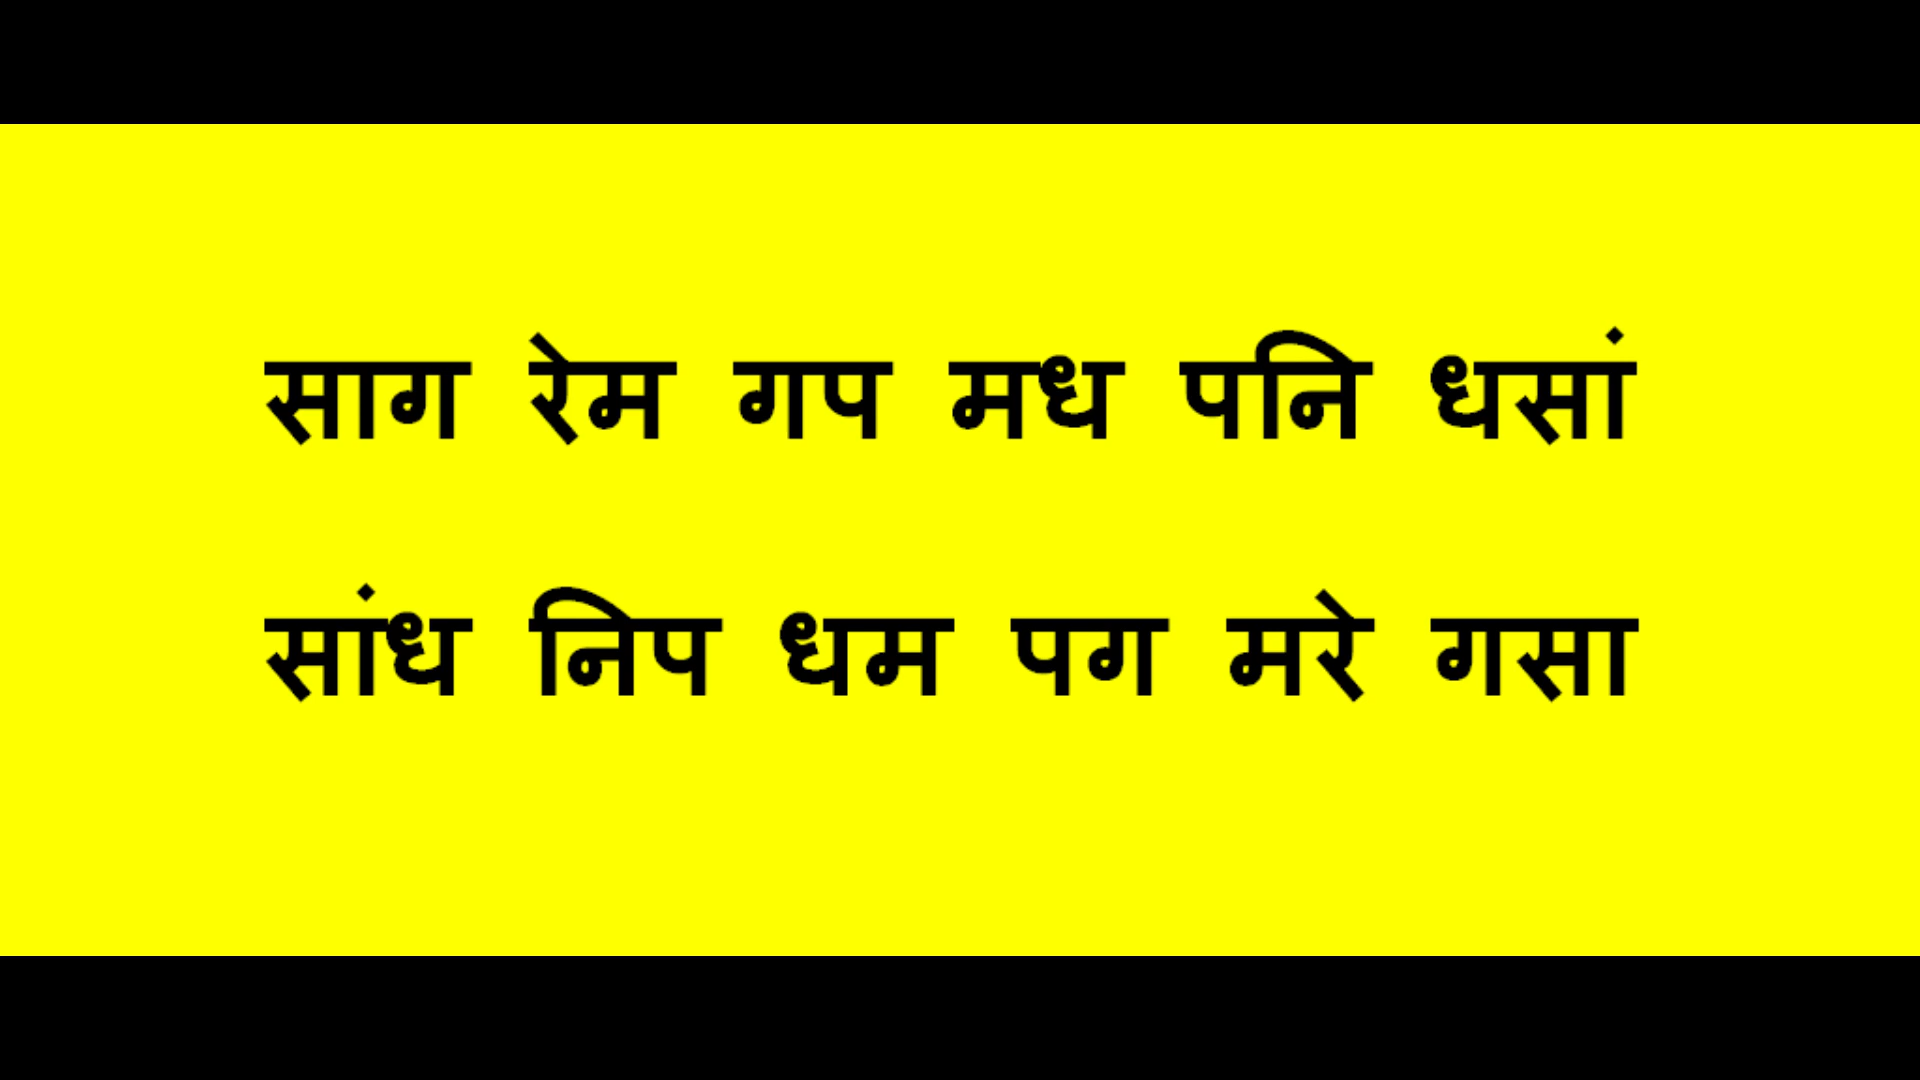 साग रेम गप मध पनि धसां
सांध निप धम पग मरे गसा